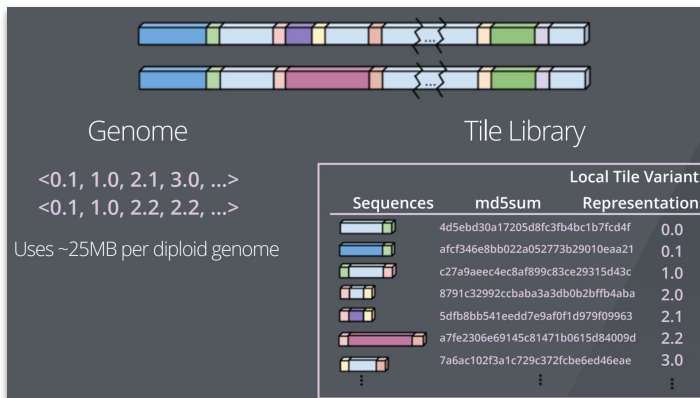 ...
...
Genome
Tile Library
<0.1, 1.0, 2.1, 3.0, ...>
<0.1, 1.0, 2.2, 2.2, ...>
Uses ~25MB per diploid genome
Local Tile Variant
Sequences md5sum Representation
4d5ebd30a17205d8fc3fb4bc1b7fcd4f 0.0
afcf346e8bb022a052773b29010eaa21 0.1
c27a9aeec4ec8af899c83ce29315d43c 1.0
8791c32992ccbaba3a3db0b2bffb4aba 2.0
5dfb8bb541eedd7e9af0f1d979f09963 2.1
a7fe2306e69145c81471b0615d84009d 2.2
7a6ac102f3a1c729c372fcbe6ed46eae 3.0